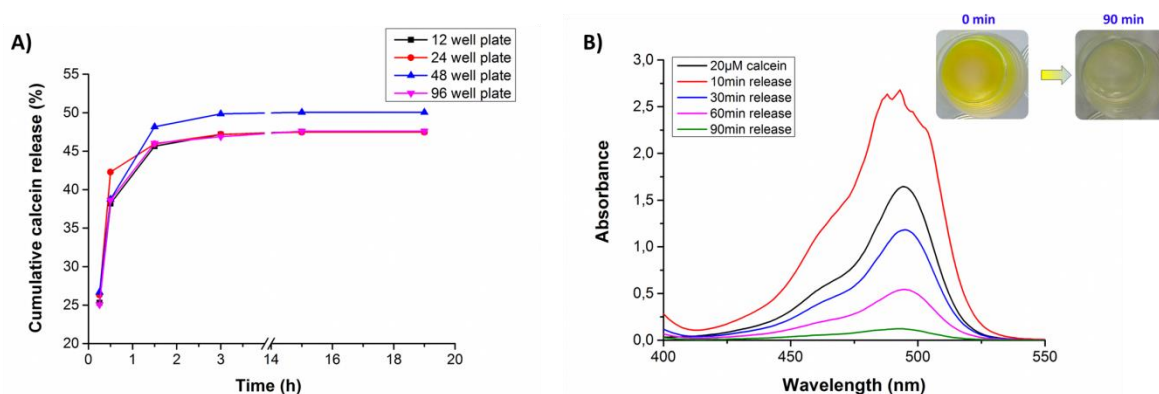 A)
12 well plate
24 well plate
48 well plate
96 well plate
Cumulative calcein release (%)
55
50
45
40
35
30
25
20
0 1 2 3 4 14 16 18 20
Time (h)
B)
0 min
90 min
20µM calcein
10min release
30min release
60min release
90min release
Absorbance
3,0
2,5
2,0
1,5
1,0
0,5
0,0
400 450 500 550
Wavelength (nm)